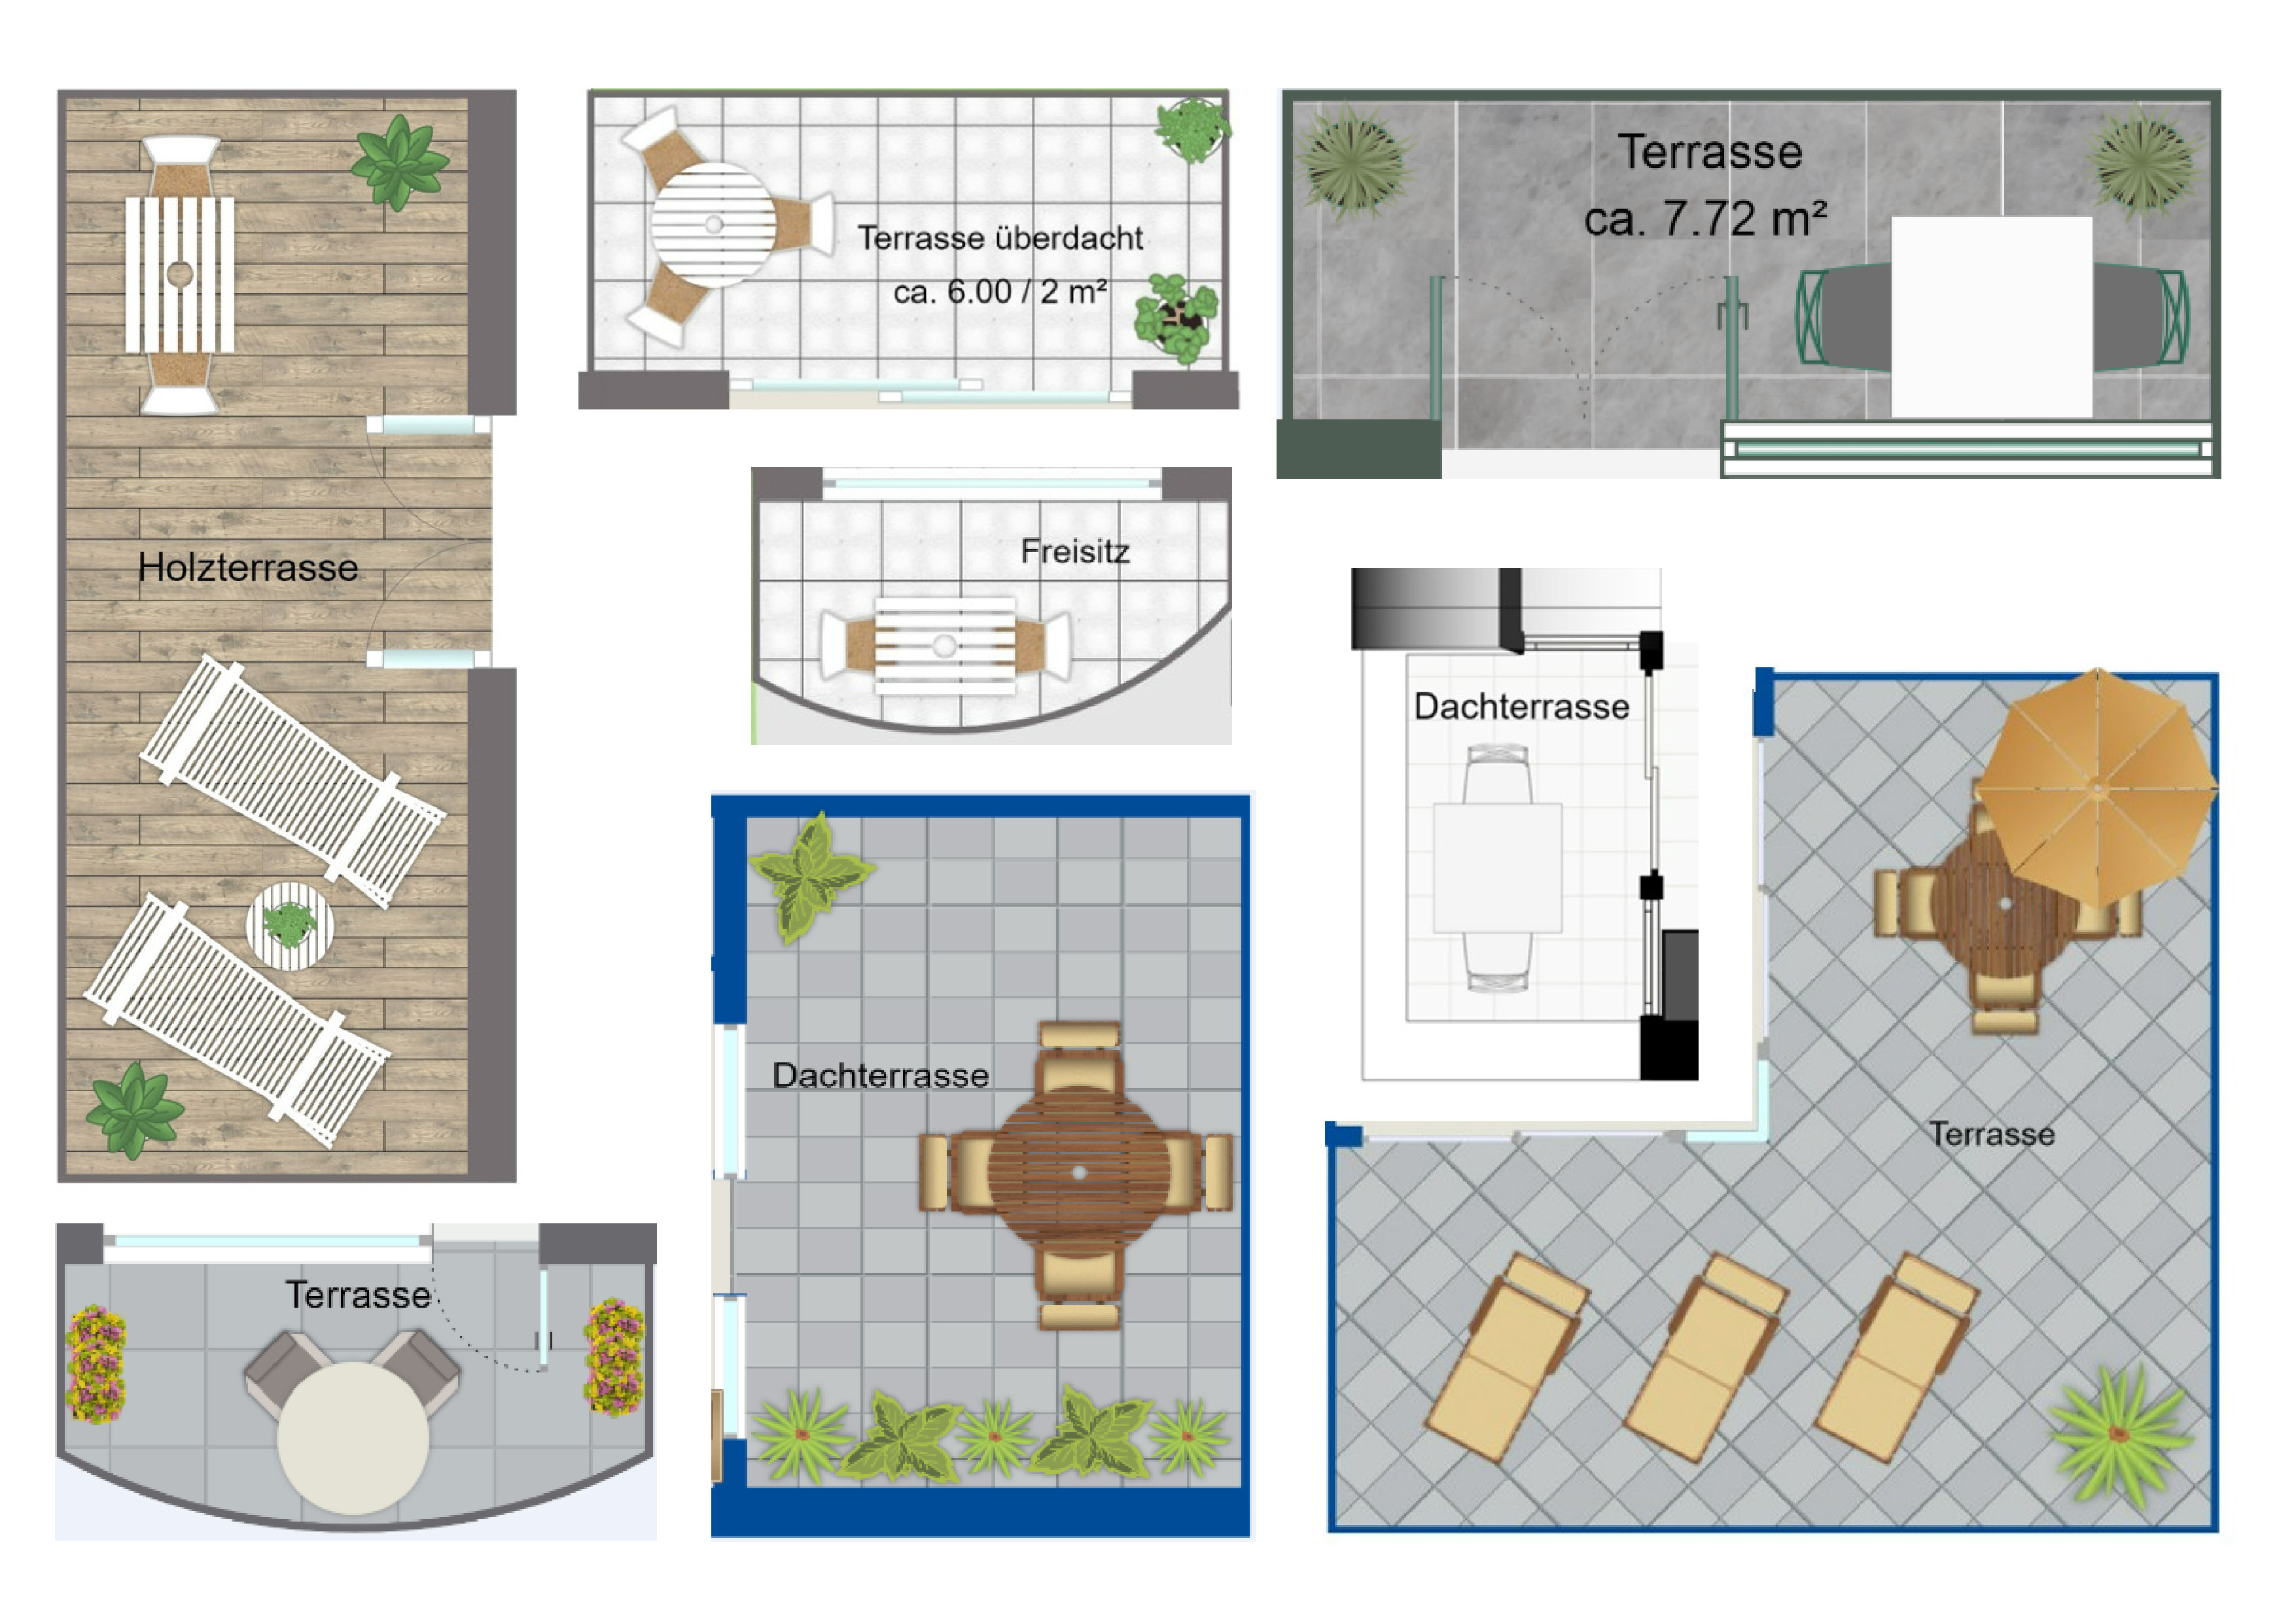 Terrasse überdacht
ca. 6.00 / 2 m²
Terrasse
ca. 7.72 m²
Holzterrasse
Freisitz
Dachterrasse
Dachterrasse
Terrasse
Terrasse